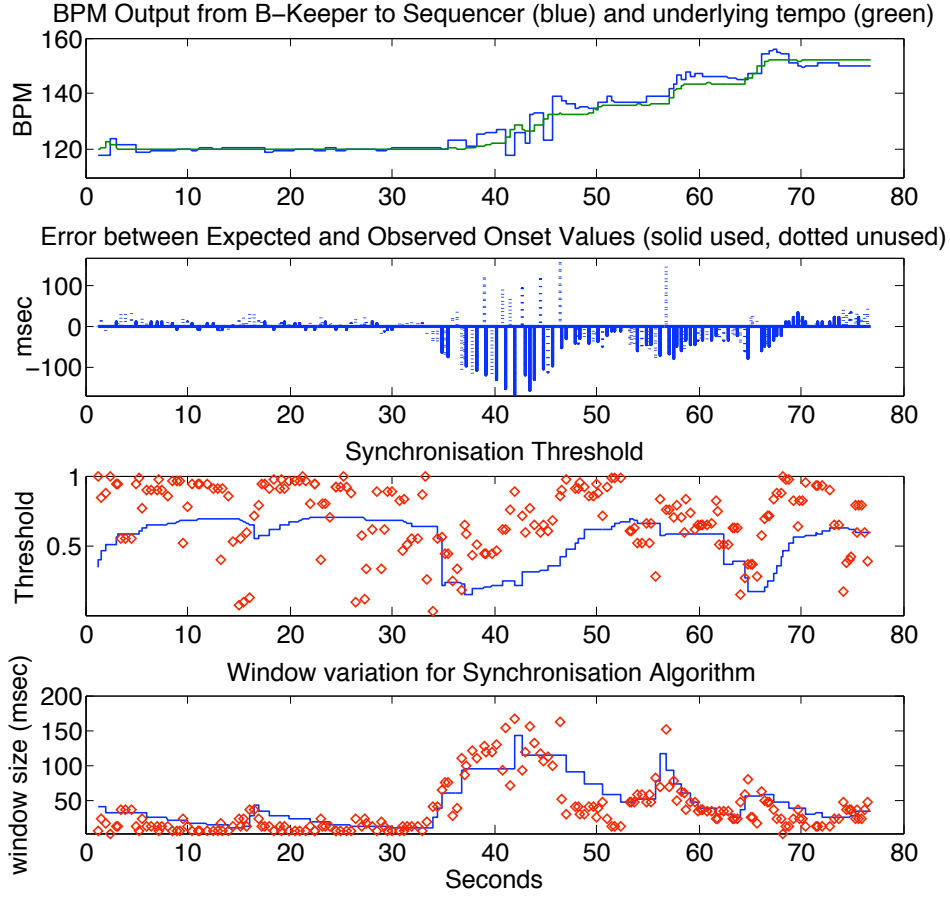 BPM Output from B-Keeper to Sequencer (blue) and underlying tempo (green)
160
140
120
BPM
0 10 20 30 40 50 60 70 80
Error between Expected and Observed Onset Values (solid used, dotted unused)
100
0
−100
msec
0 10 20 30 40 50 60 70 80
Synchronisation Threshold
1
0.5
Threshold
0 10 20 30 40 50 60 70 80
Window variation for Synchronisation Algorithm
200
150
100
50
0
window size (msec)
0 10 20 30 40 50 60 70 80
Seconds